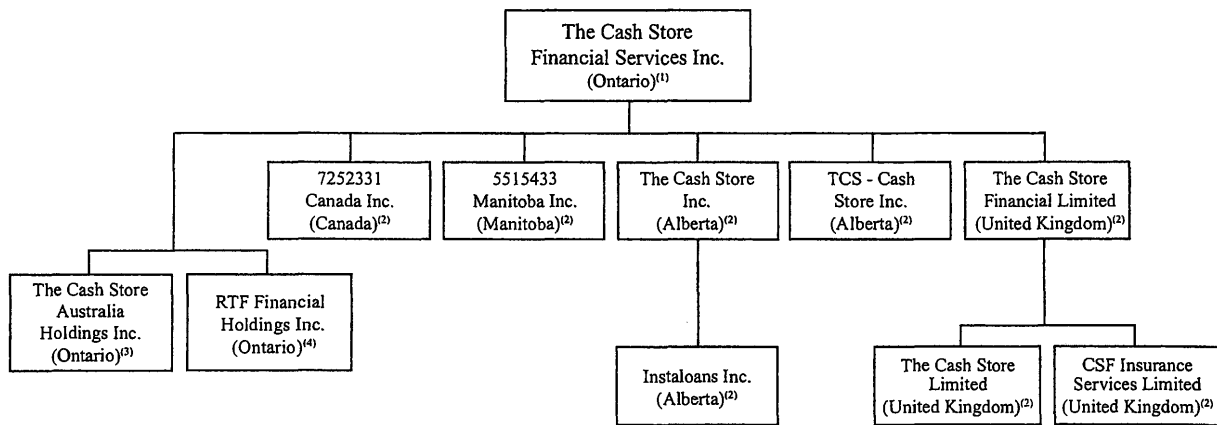 The Cash Store
Financial Services Inc.
(Ontario)⁽¹⁾
7252331
Canada Inc.
(Canada)⁽²⁾
5515433
Manitoba Inc.
(Manitoba)⁽²⁾
The Cash Store
Inc.
(Alberta)⁽²⁾
TCS - Cash
Store Inc.
(Alberta)⁽²⁾
The Cash Store
Financial Limited
(United Kingdom)⁽²⁾
The Cash Store
Australia
Holdings Inc.
(Ontario)⁽³⁾
RTF Financial
Holdings Inc.
(Ontario)⁽⁴⁾
Instaloans Inc.
(Alberta)⁽²⁾
The Cash Store
Limited
(United Kingdom)⁽²⁾
CSF Insurance
Services Limited
(United Kingdom)⁽²⁾